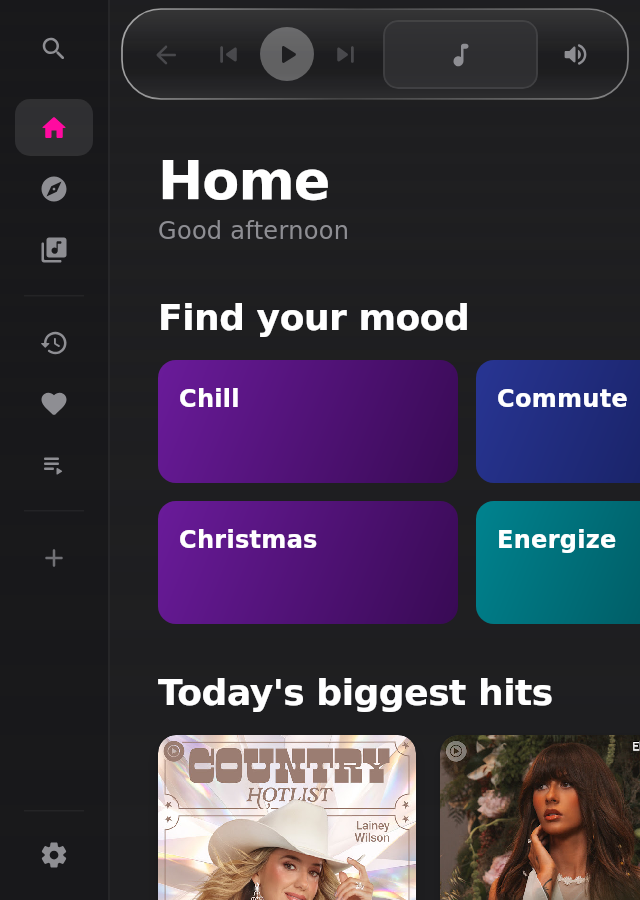 Home
Good afternoon
Find your mood
Chill
Commute
Christmas
Energize
Today's biggest hits
COUNTRY
HOTLIST
Lainey
Wilson